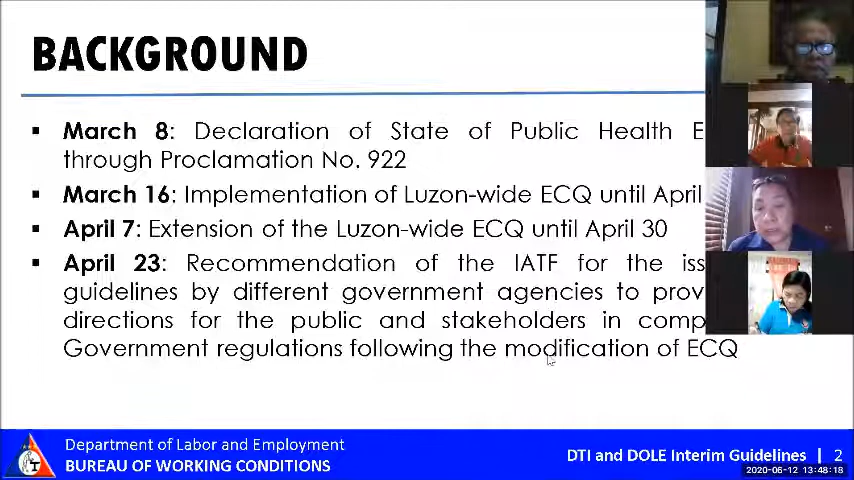 BACKGROUND
▪ March 8: Declaration of State of Public Health E
through Proclamation No. 922
▪ March 16: Implementation of Luzon-wide ECQ until April
▪ April 7: Extension of the Luzon-wide ECQ until April 30
▪ April 23: Recommendation of the IATF for the iss
guidelines by different government agencies to prov
directions for the public and stakeholders in comp
Government regulations following the modification of ECQ
Department of Labor and Employment
BUREAU OF WORKING CONDITIONS
DTI and DOLE Interim Guidelines | 2
2020-06-12 13:48:18